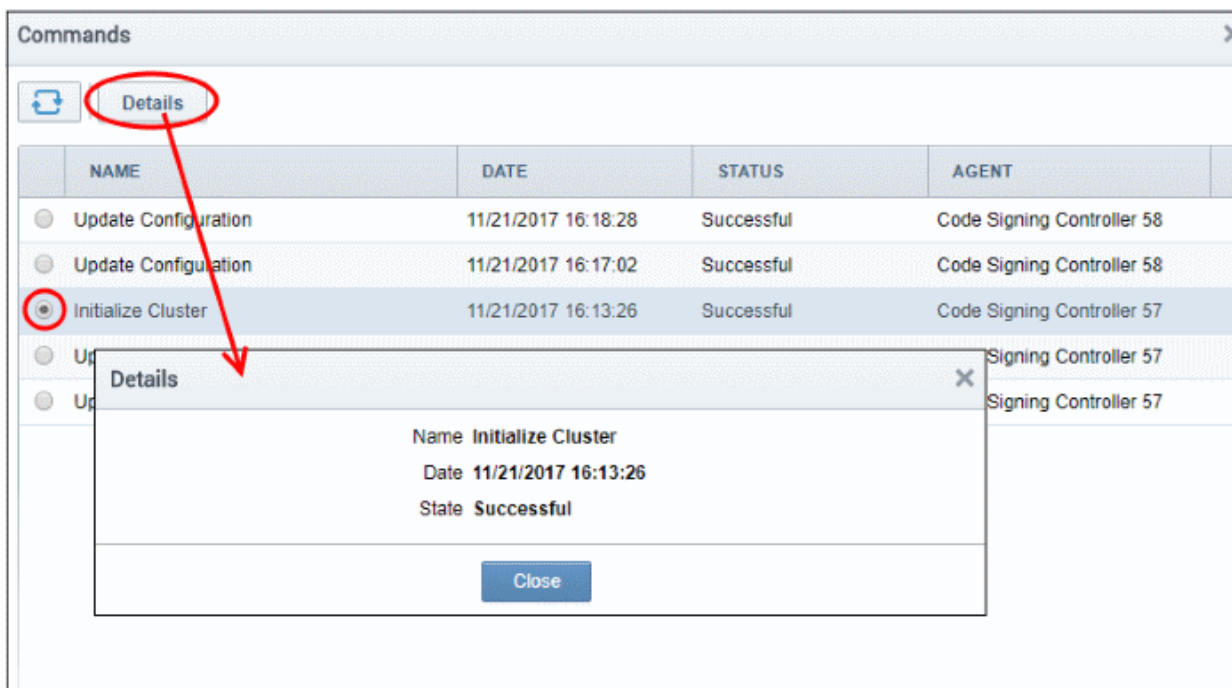 Commands
Details
NAME DATE STATUS AGENT
Update Configuration 11/21/2017 16:18:28 Successful Code Signing Controller 58
Update Configuration 11/21/2017 16:17:02 Successful Code Signing Controller 58
Initialize Cluster 11/21/2017 16:13:26 Successful Code Signing Controller 57
Up Signing Controller 57
Up Signing Controller 57
Details
Name Initialize Cluster
Date 11/21/2017 16:13:26
State Successful
Close